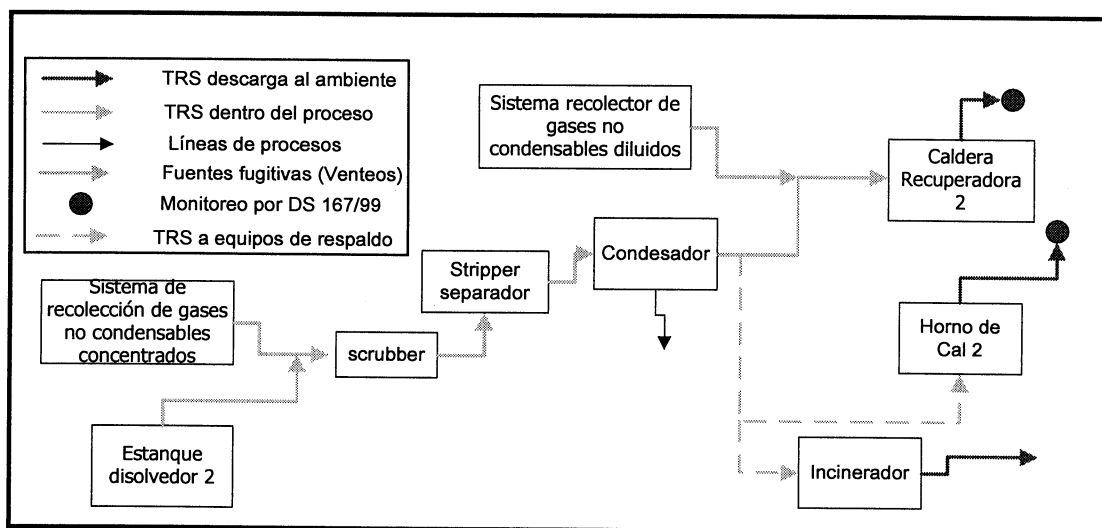 TRS descarga al ambiente
TRS dentro del proceso
Líneas de procesos
Fuentes fugitivas (Venteos)
Monitoreo por DS 167/99
TRS a equipos de respaldo
Sistema recolector de
gases no
condensables diluidos
Caldera
Recuperadora
2
Sistema de
recolección de gases
no condensables
concentrados
scrubber
Stripper
separador
Condesador
Horno de
Cal 2
Estanque
disolvedor 2
Incinerador